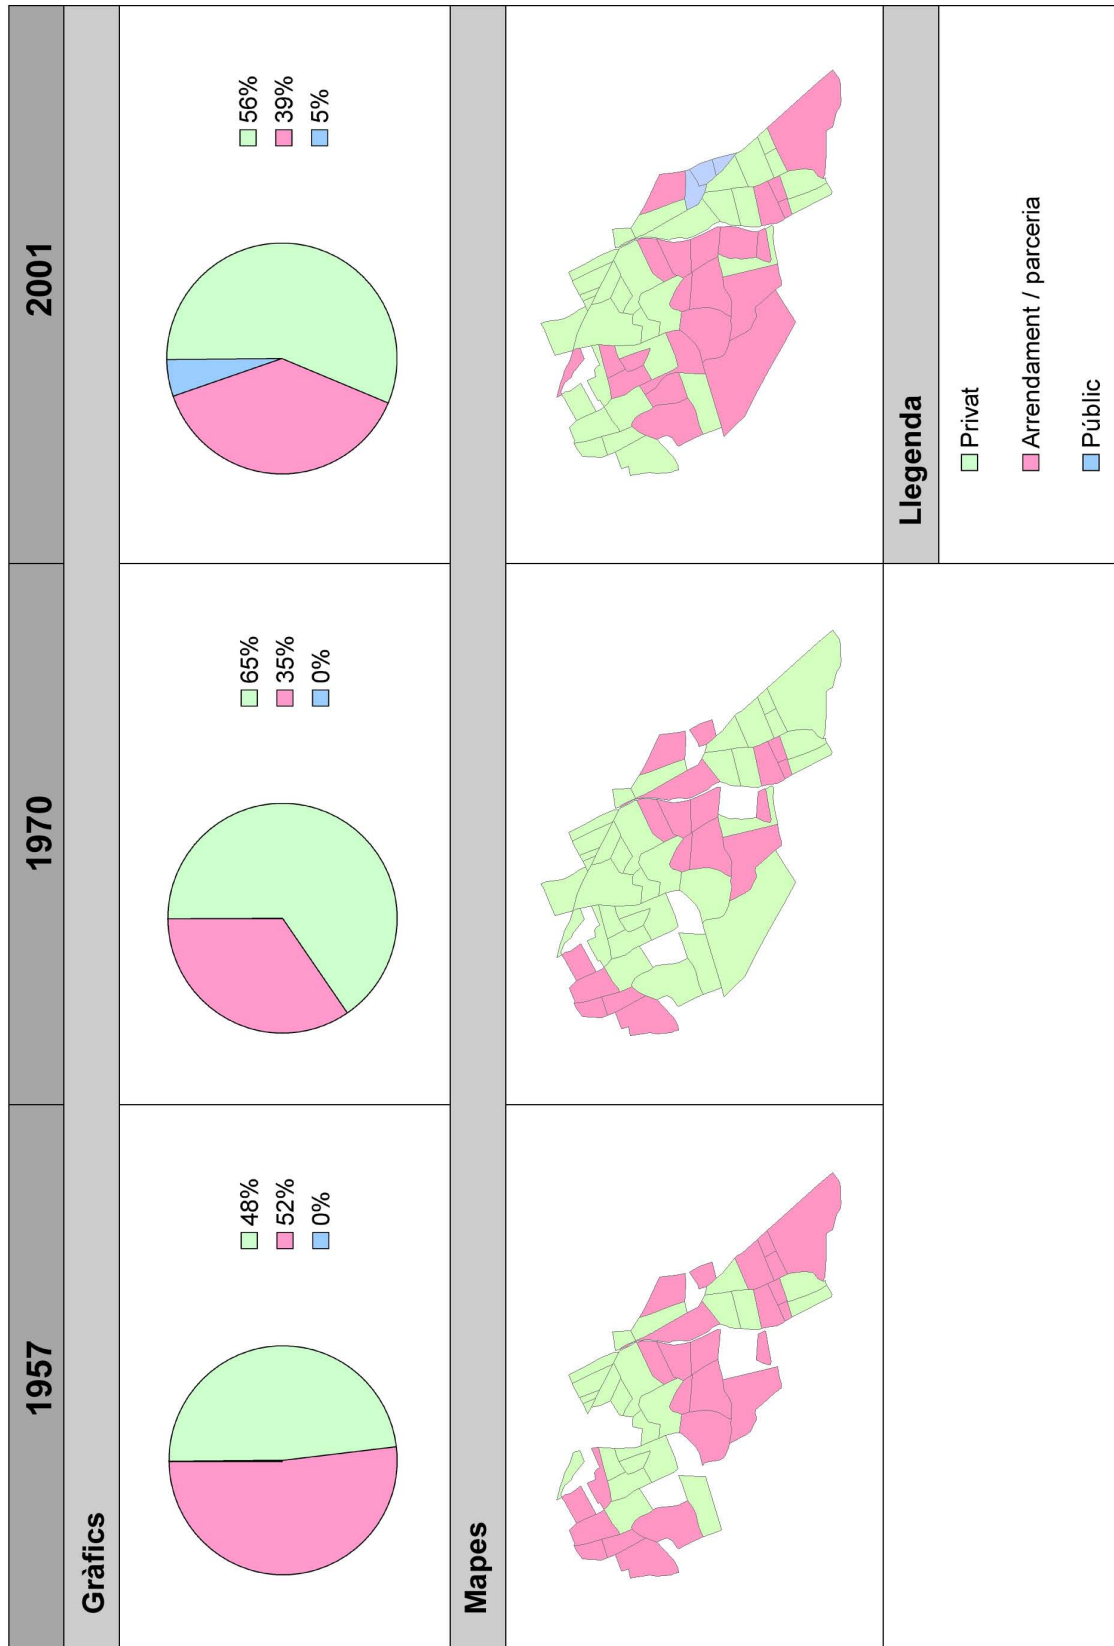 1957
1970
2001
Gràfics
48%
52%
0%
65%
35%
0%
56%
39%
5%
Mapes
Llegenda
Privat
Arrendament / parceria
Públic